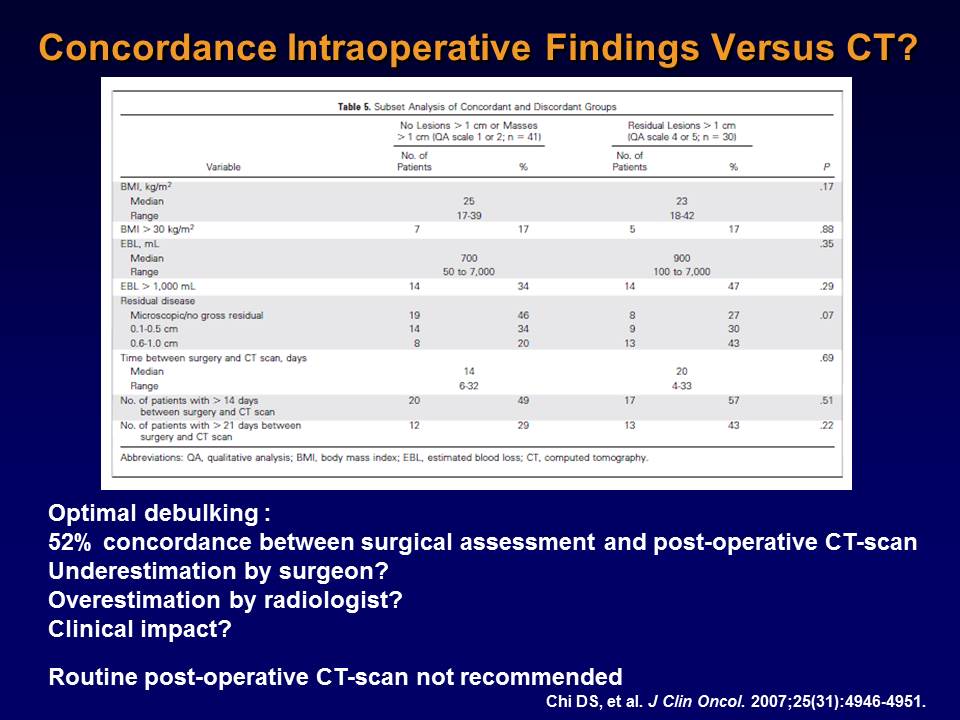 Concordance Intraoperative Findings Versus CT?
Table 5. Subset Analysis of Concordant and Discordant Groups
No Lesions > 1 cm or Masses Residual Lesions > 1 cm
> 1 cm (QA scale 1 or 2; n = 41) (QA scale 4 or 5; n = 30)
No. of No. of
Variable Patients % Patients % P
BMI, kg/m² .17
Median 25 23
Range 17-39 18-42
BMI > 30 kg/m² 7 17 5 17 .88
EBL, mL .35
Median 700 900
Range 50 to 7,000 100 to 7,000
EBL > 1,000 mL 14 34 14 47 .29
Residual disease
Microscopic/no gross residual 19 46 8 27 .07
0.1-0.5 cm 14 34 9 30
0.6-1.0 cm 8 20 13 43
Time between surgery and CT scan, days .69
Median 14 20
Range 6-32 4-33
No. of patients with > 14 days 20 49 17 57 .51
between surgery and CT scan
No. of patients with > 21 days between 12 29 13 43 .22
surgery and CT scan
Abbreviations: QA, qualitative analysis; BMI, body mass index; EBL, estimated blood loss; CT, computed tomography.
Optimal debulking :
52% concordance between surgical assessment and post-operative CT-scan
Underestimation by surgeon?
Overestimation by radiologist?
Clinical impact?
Routine post-operative CT-scan not recommended
Chi DS, et al. J Clin Oncol. 2007;25(31):4946-4951.